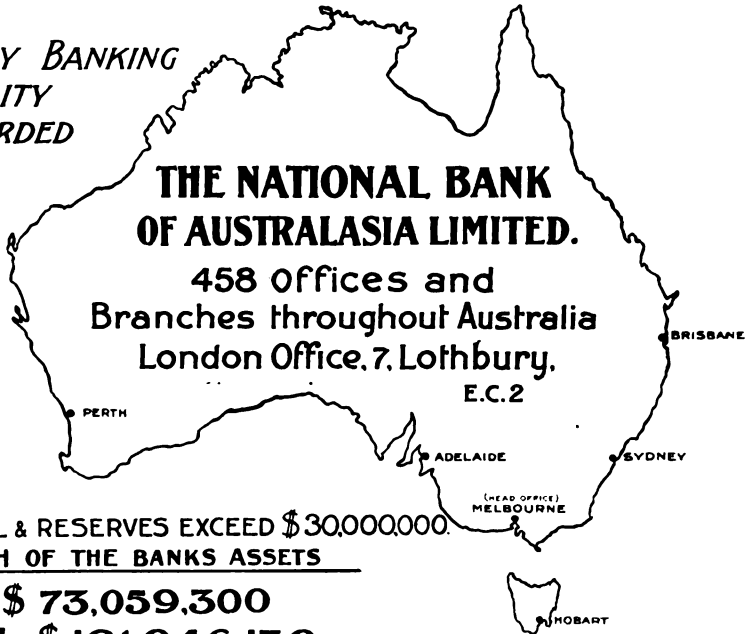 Y BANKING
ITY
RDED
THE NATIONAL BANK
OF AUSTRALASIA LIMITED.
458 Offices and
Branches throughout Australia
London Office, 7, Lothbury,
E.C.2
BRISBANE
PERTH
ADELAIDE
SYDNEY
(HEAD OFFICE)
MELBOURNE
L & RESERVES EXCEED $30,000,000.
H OF THE BANKS ASSETS
$ 73,059,300
HOBART